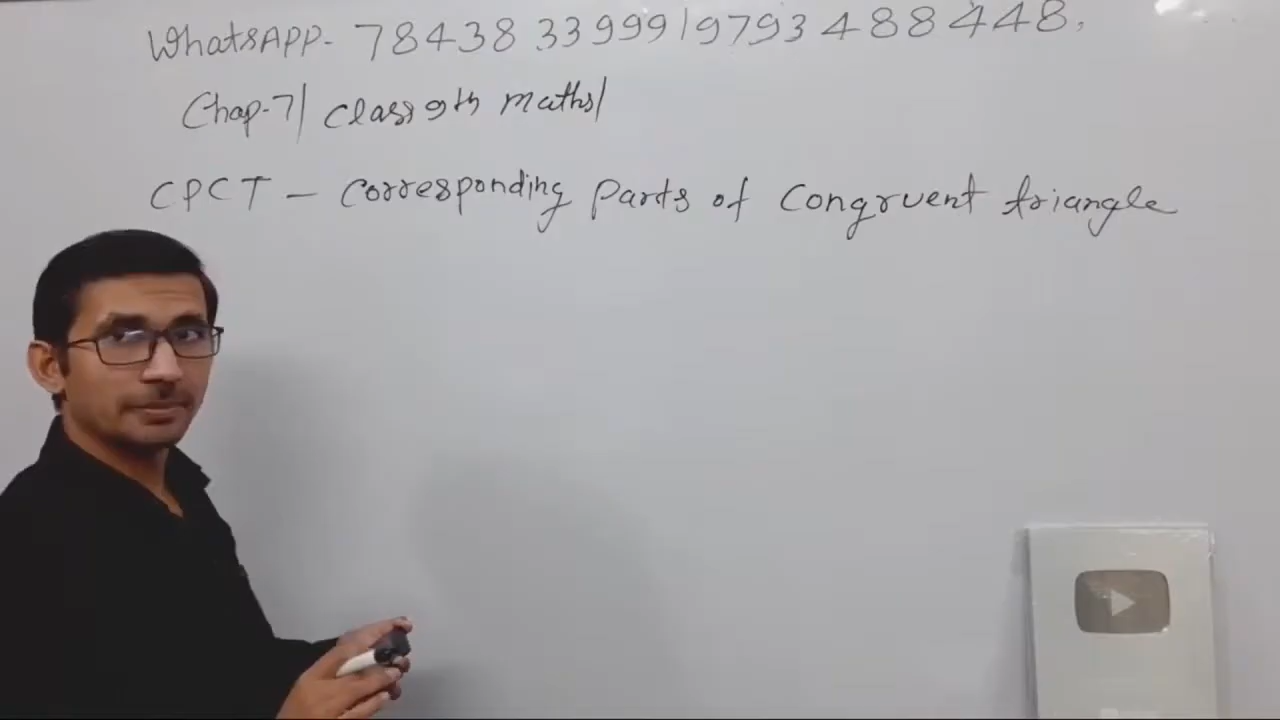 WhatsAPP- 78438 33999/9793 488448,
Chap-7/ class 9th maths/
CPCT - Corresponding Parts of Congruent triangle